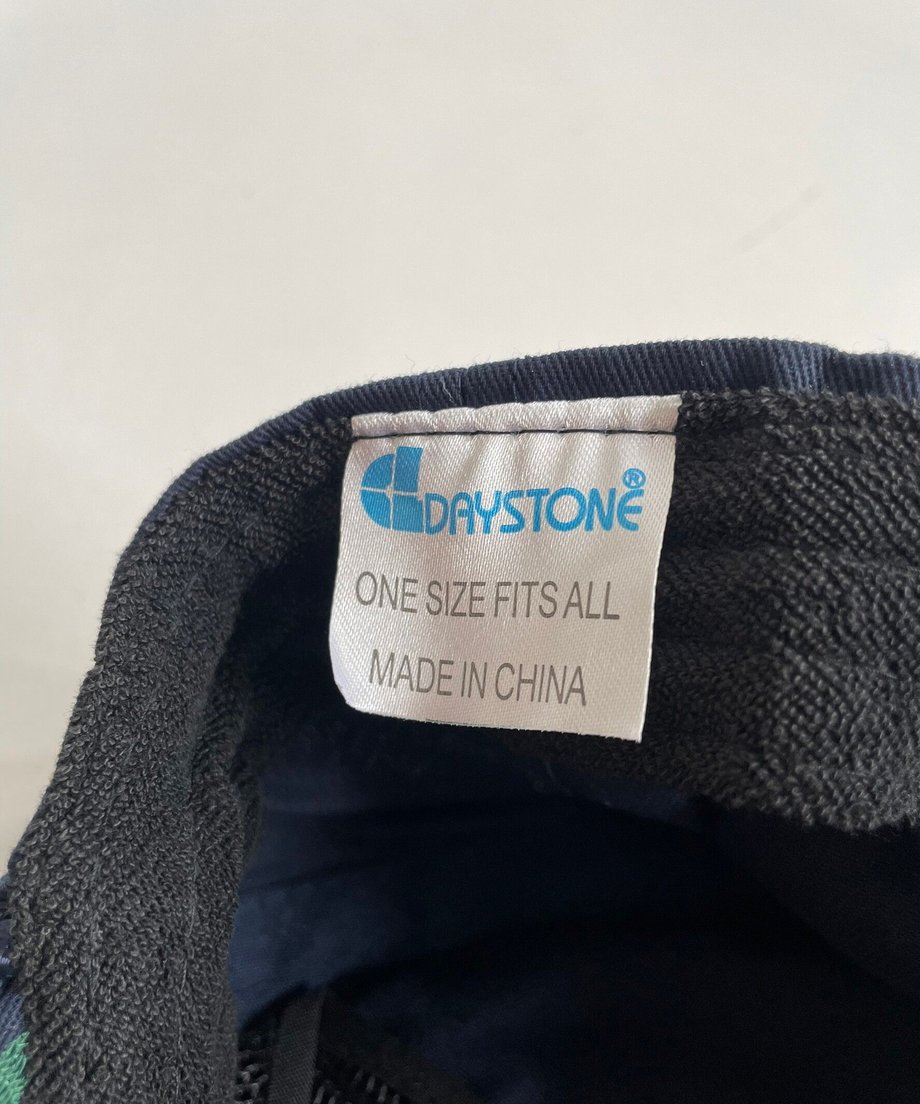 DAYSTONE®
ONE SIZE FITS ALL
MADE IN CHINA